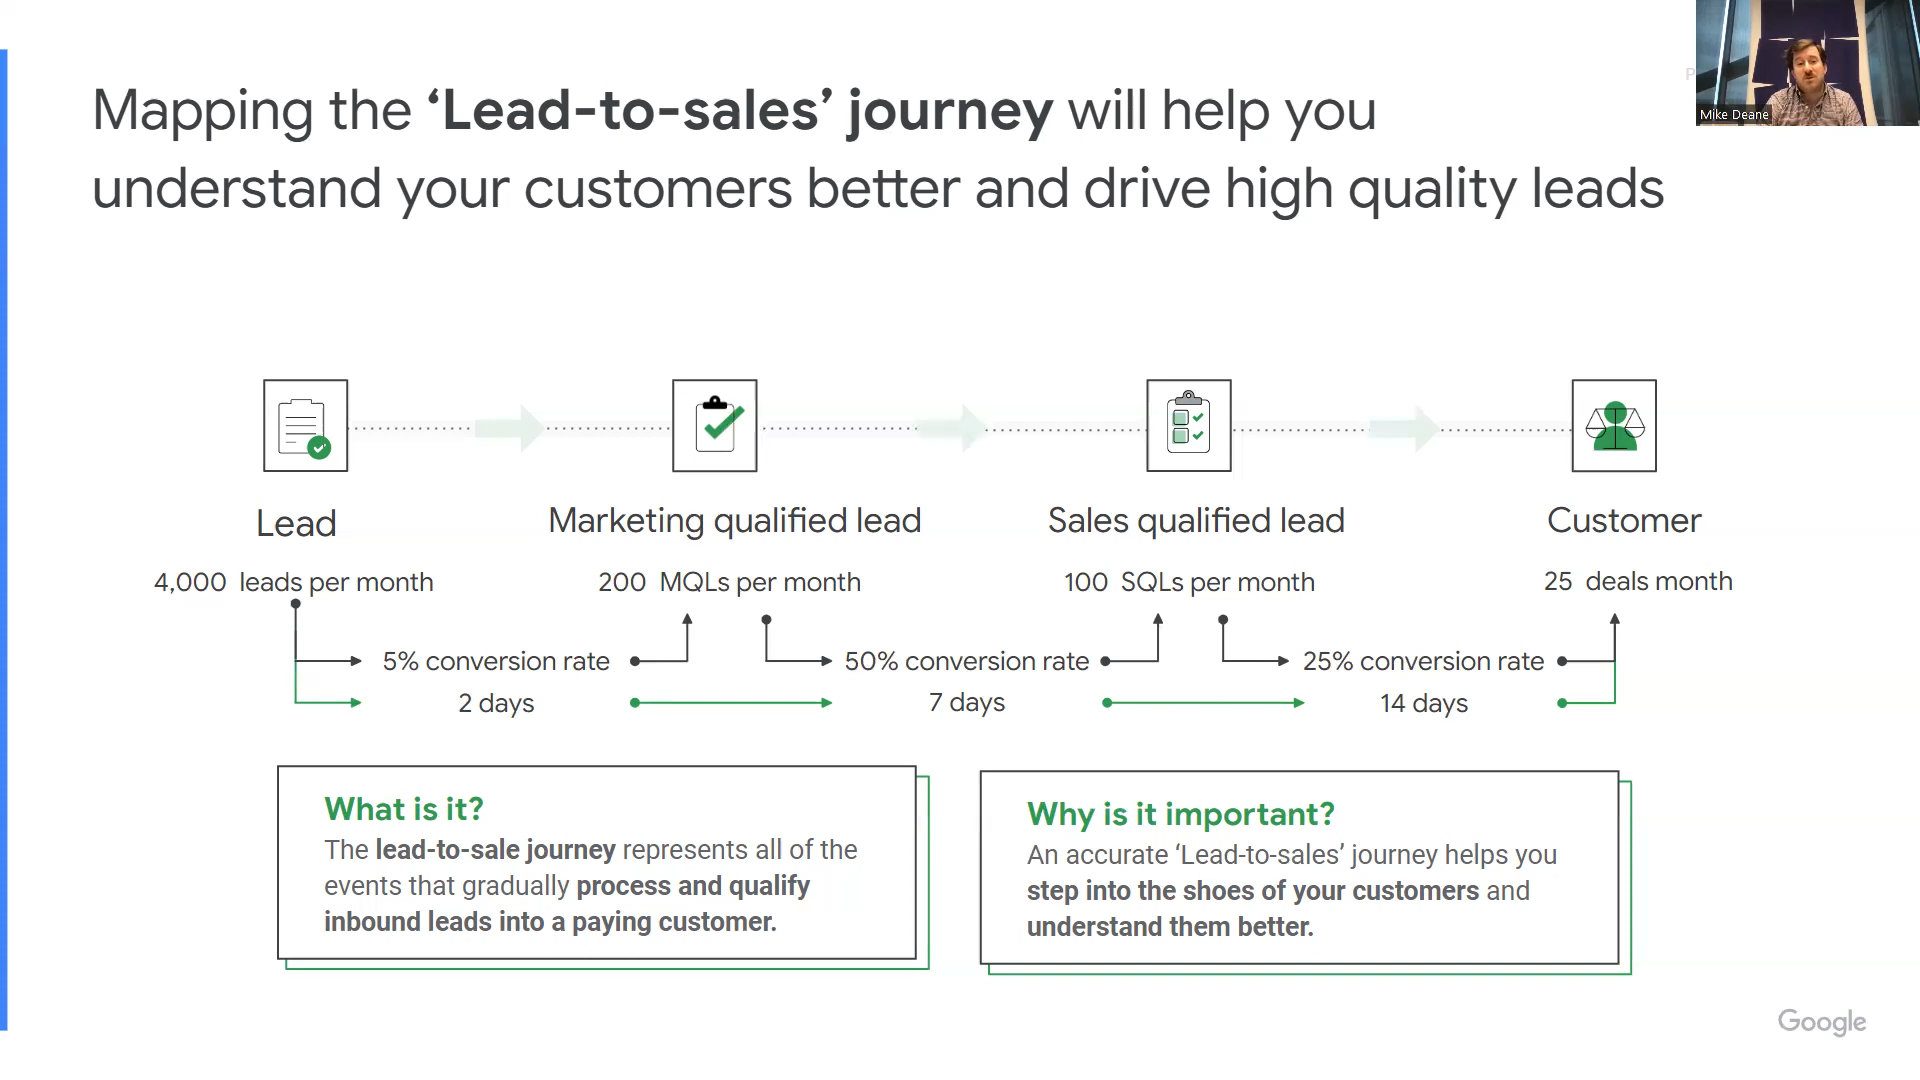 Mapping the ‘Lead-to-sales’ journey will help you
understand your customers better and drive high quality leads
Mike Deane
Lead
Marketing qualified lead
Sales qualified lead
Customer
4,000 leads per month
200 MQLs per month
100 SQLs per month
25 deals month
5% conversion rate
50% conversion rate
25% conversion rate
2 days
7 days
14 days
What is it?
The lead-to-sale journey represents all of the
events that gradually process and qualify
inbound leads into a paying customer.
Why is it important?
An accurate ‘Lead-to-sales’ journey helps you
step into the shoes of your customers and
understand them better.
Google